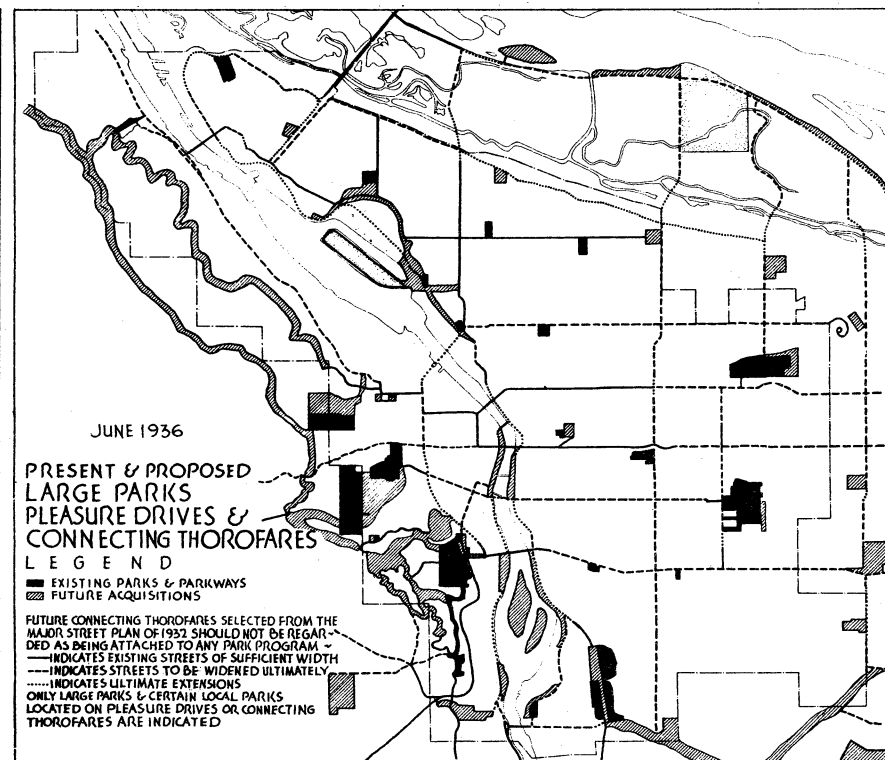 JUNE 1936
PRESENT & PROPOSED
LARGE PARKS
PLEASURE DRIVES &
CONNECTING THOROFARES
LEGEND
EXISTING PARKS & PARKWAYS
FUTURE ACQUISITIONS
FUTURE CONNECTING THOROFARES SELECTED FROM THE
MAJOR STREET PLAN OF 1932 SHOULD NOT BE REGAR-
DED AS BEING ATTACHED TO ANY PARK PROGRAM ~
INDICATES EXISTING STREETS OF SUFFICIENT WIDTH
INDICATES STREETS TO BE WIDENED ULTIMATELY
INDICATES ULTIMATE EXTENSIONS
ONLY LARGE PARKS & CERTAIN LOCAL PARKS
LOCATED ON PLEASURE DRIVES OR CONNECTING
THOROFARES ARE INDICATED